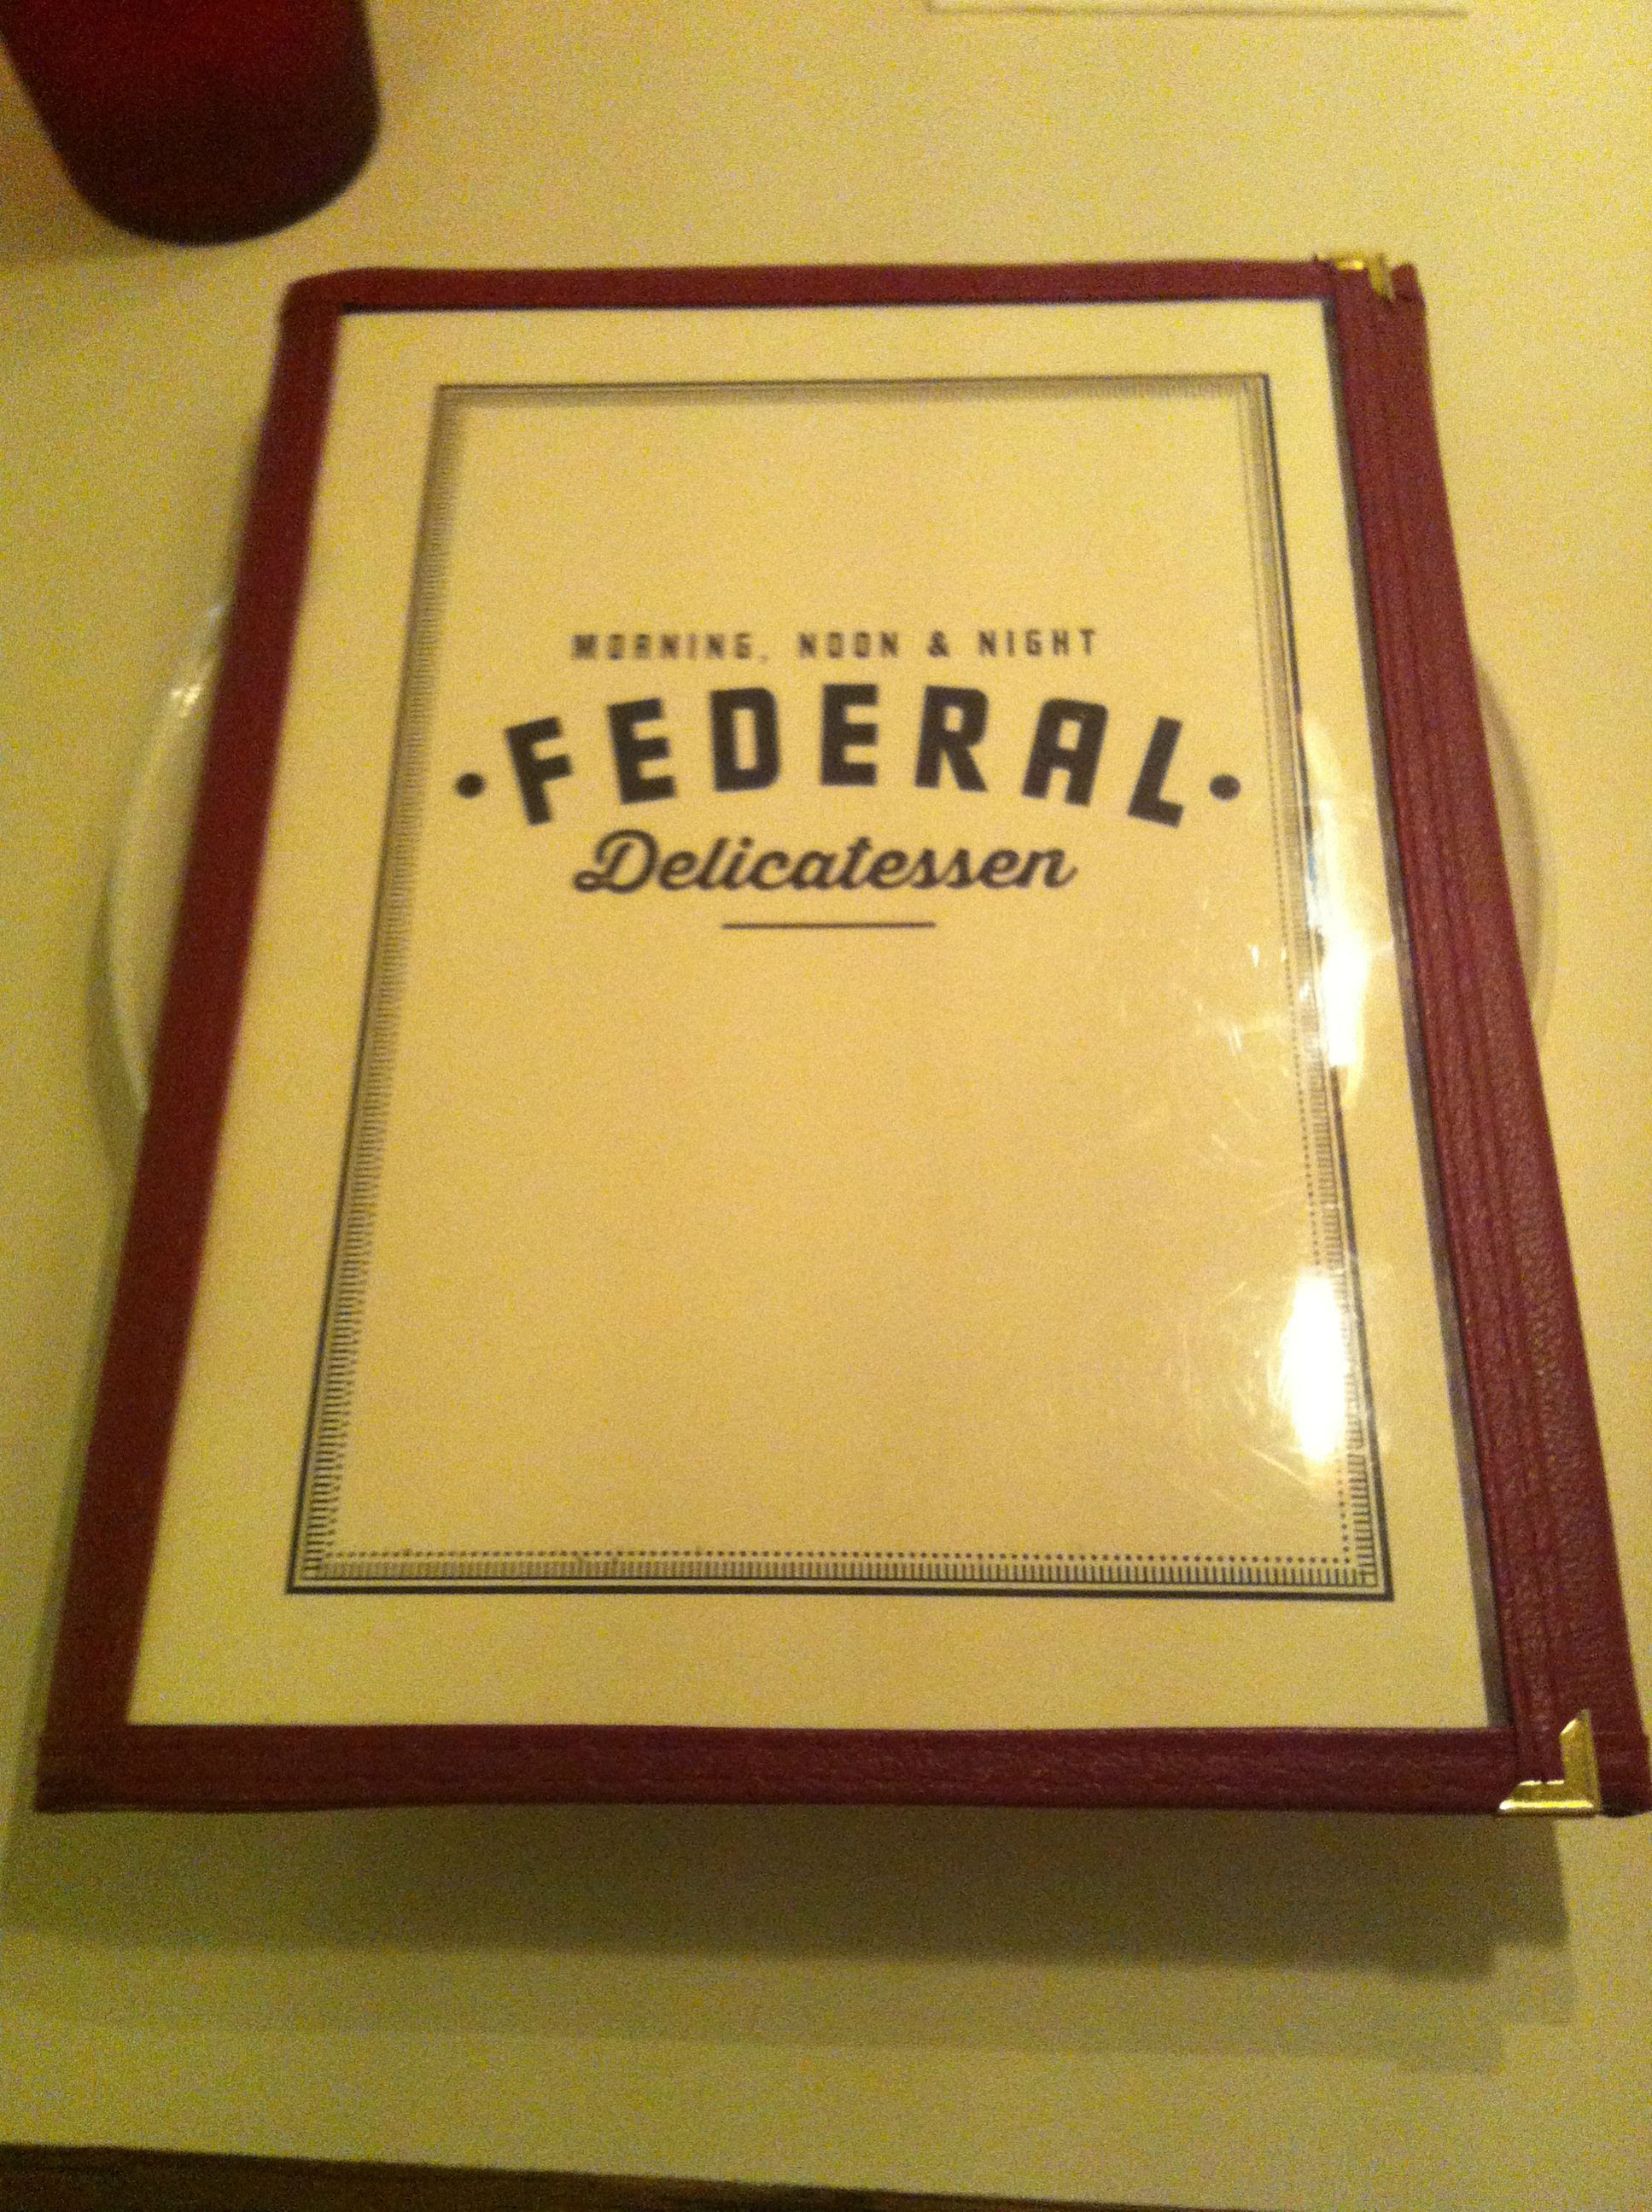 MORNING, NOON & NIGHT
• FEDERAL •
Delicatessen